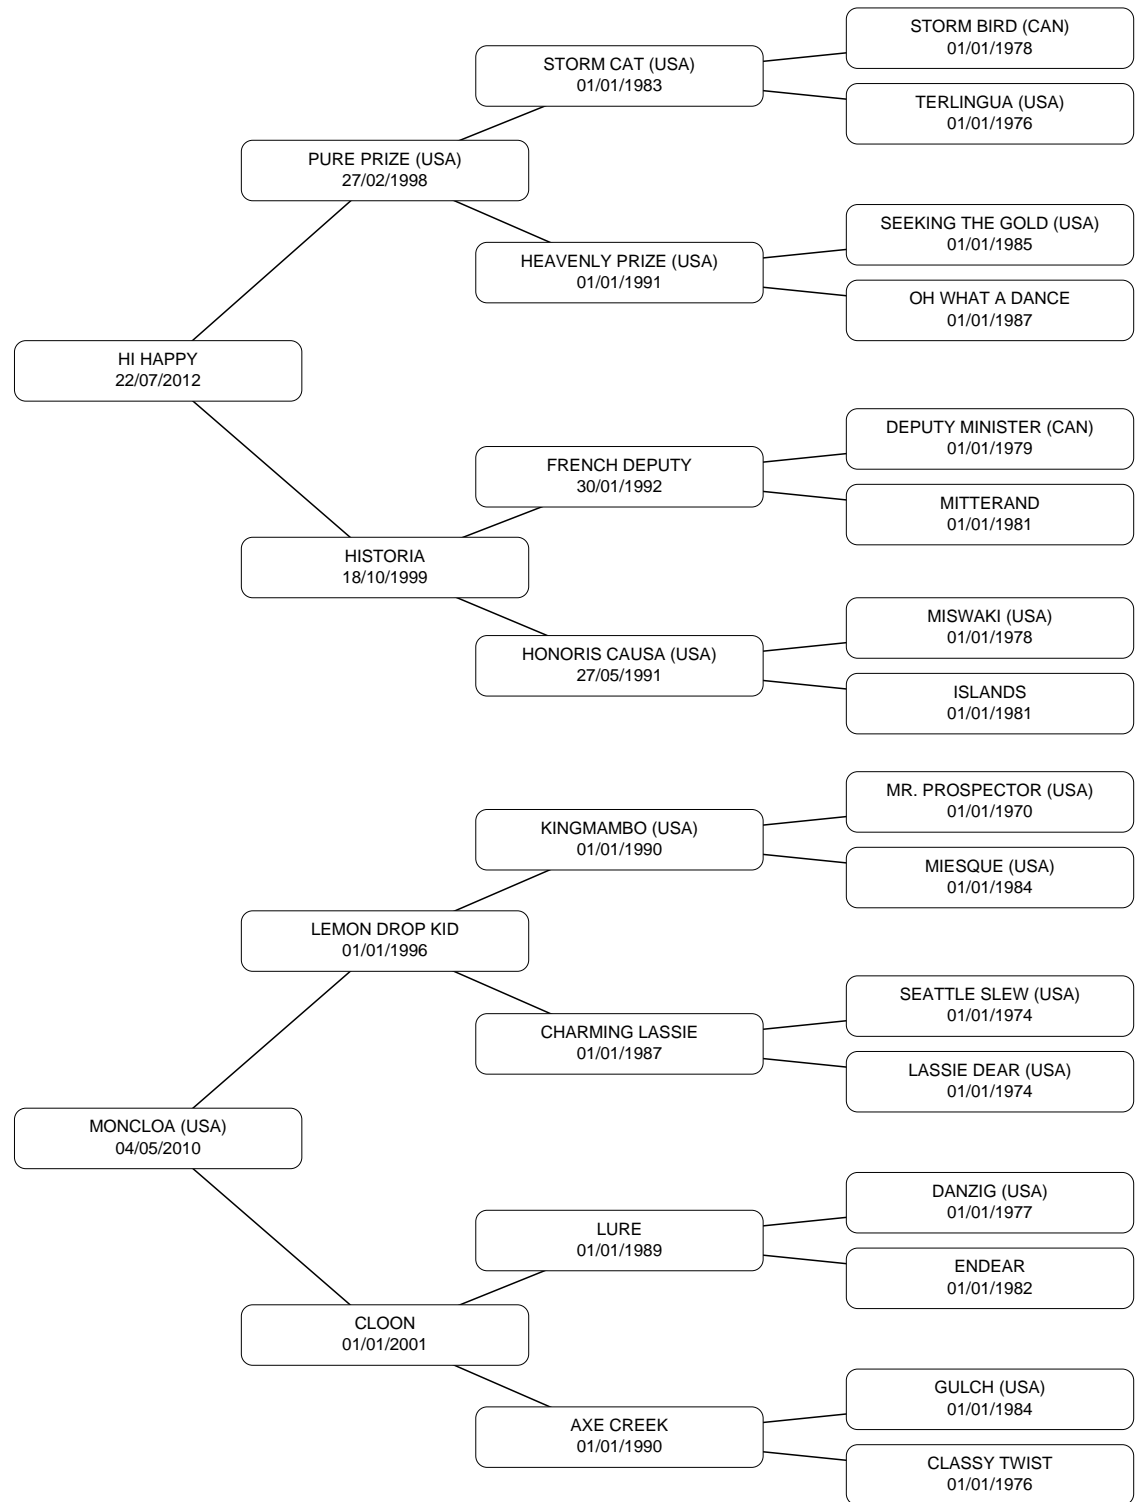 STORM BIRD (CAN)
01/01/1978
STORM CAT (USA)
01/01/1983
TERLINGUA (USA)
01/01/1976
PURE PRIZE (USA)
27/02/1998
SEEKING THE GOLD (USA)
01/01/1985
HEAVENLY PRIZE (USA)
01/01/1991
OH WHAT A DANCE
01/01/1987
HI HAPPY
22/07/2012
DEPUTY MINISTER (CAN)
01/01/1979
FRENCH DEPUTY
30/01/1992
MITTERAND
01/01/1981
HISTORIA
18/10/1999
MISWAKI (USA)
01/01/1978
HONORIS CAUSA (USA)
27/05/1991
ISLANDS
01/01/1981
MR. PROSPECTOR (USA)
01/01/1970
KINGMAMBO (USA)
01/01/1990
MIESQUE (USA)
01/01/1984
LEMON DROP KID
01/01/1996
SEATTLE SLEW (USA)
01/01/1974
CHARMING LASSIE
01/01/1987
LASSIE DEAR (USA)
01/01/1974
MONCLOA (USA)
04/05/2010
DANZIG (USA)
01/01/1977
LURE
01/01/1989
ENDEAR
01/01/1982
CLOON
01/01/2001
GULCH (USA)
01/01/1984
AXE CREEK
01/01/1990
CLASSY TWIST
01/01/1976